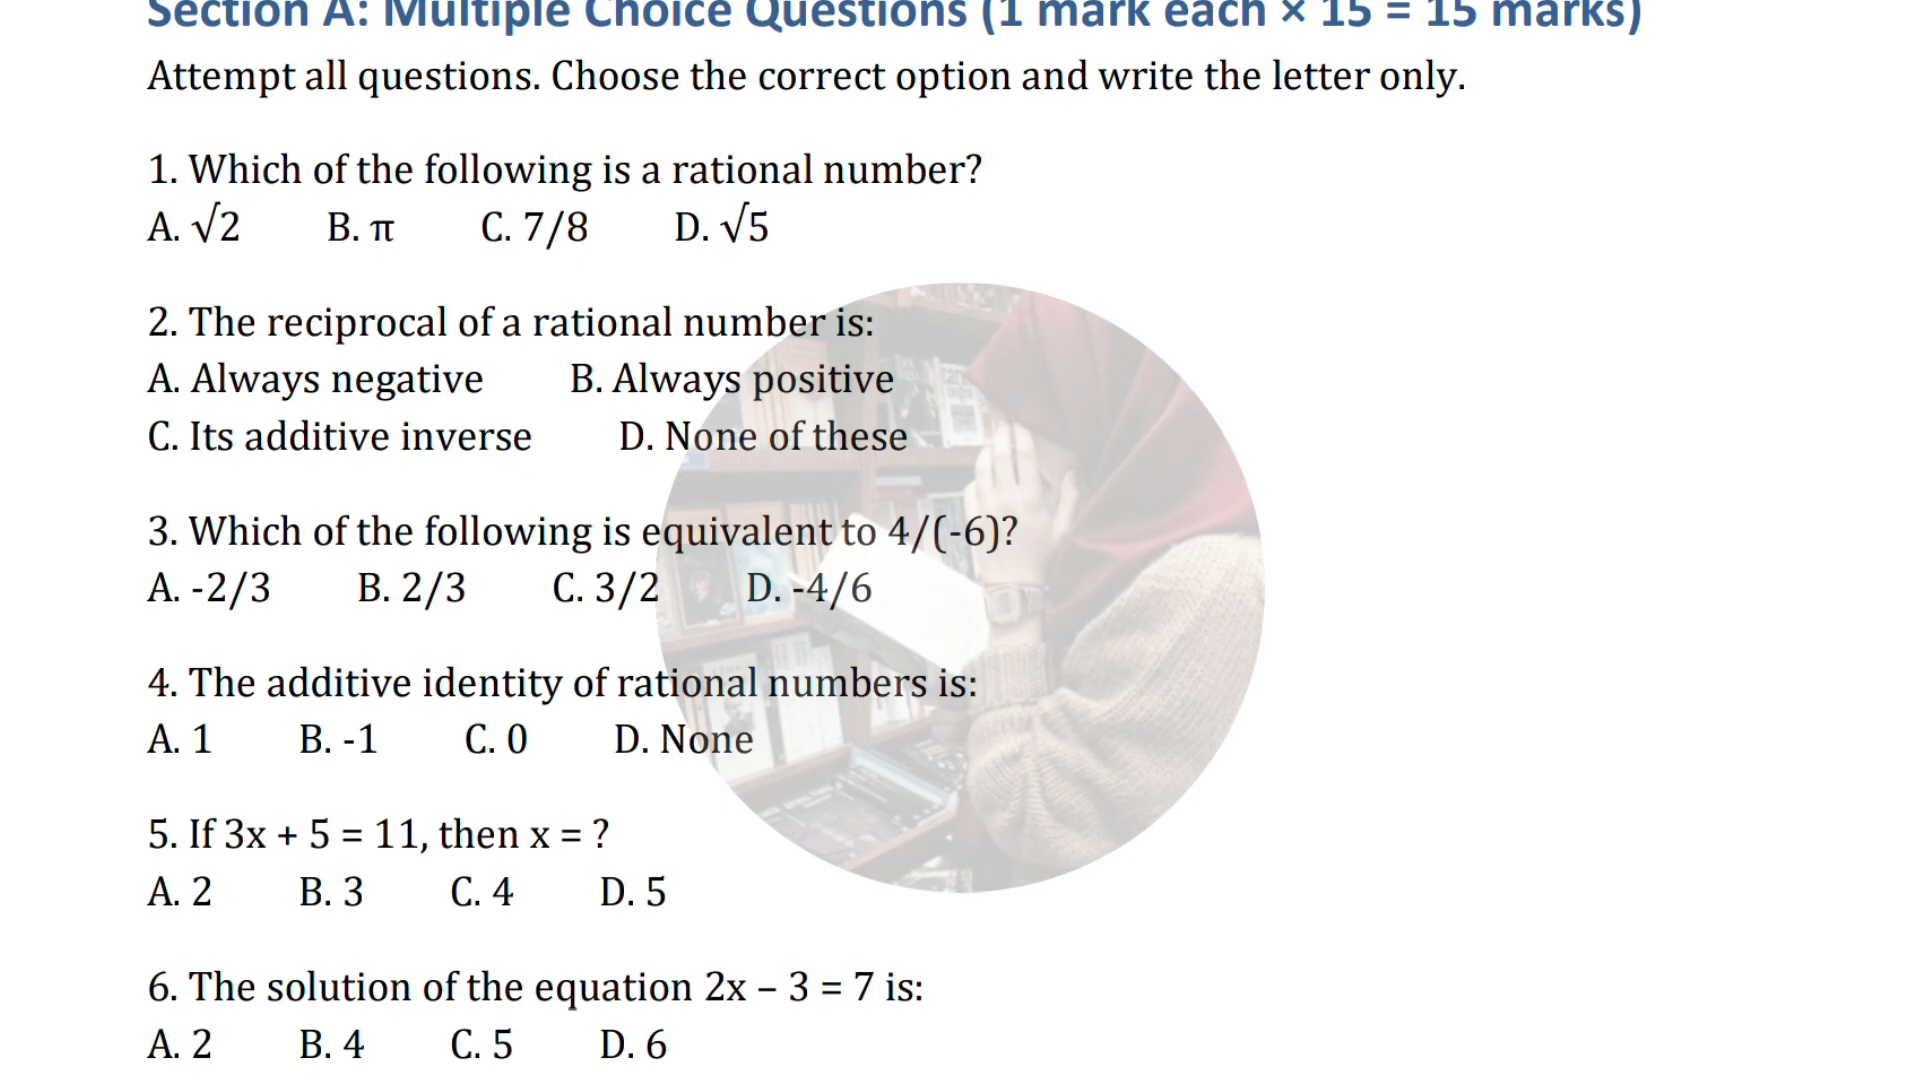 Section A: Multiple Choice Questions (1 mark each × 15 = 15 marks)
Attempt all questions. Choose the correct option and write the letter only.
1. Which of the following is a rational number?
A. √2 B. π C. 7/8 D. √5
2. The reciprocal of a rational number is:
A. Always negative B. Always positive
C. Its additive inverse D. None of these
3. Which of the following is equivalent to 4/(-6)?
A. -2/3 B. 2/3 C. 3/2 D. -4/6
4. The additive identity of rational numbers is:
A. 1 B. -1 C. 0 D. None
5. If 3x + 5 = 11, then x = ?
A. 2 B. 3 C. 4 D. 5
6. The solution of the equation 2x – 3 = 7 is:
A. 2 B. 4 C. 5 D. 6